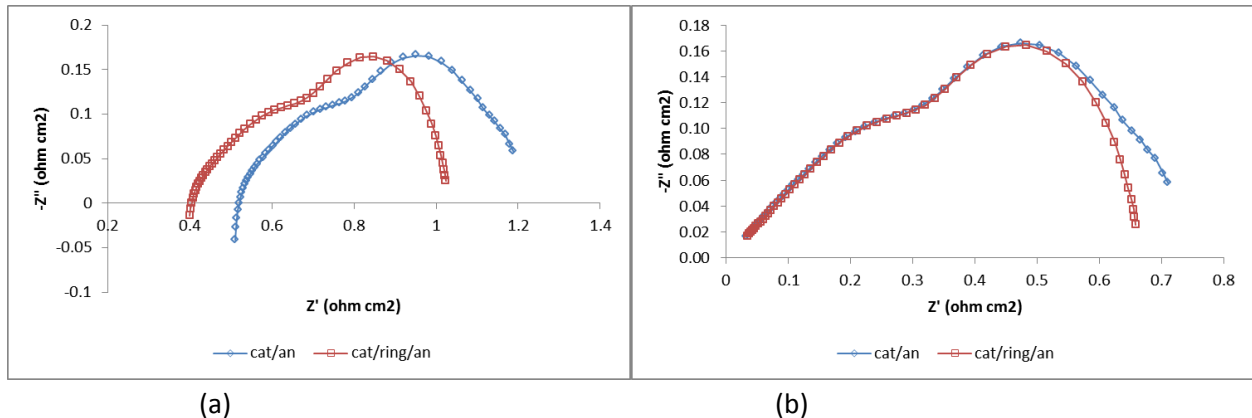 0.2
0.15
0.1
0.05
0
-0.05
-0.1
-Z'' (ohm cm2)
0.2 0.4 0.6 0.8 1 1.2 1.4
Z' (ohm cm2)
cat/an cat/ring/an
(a)
0.18
0.16
0.14
0.12
0.10
0.08
0.06
0.04
0.02
0.00
-Z'' (ohm cm2)
0 0.1 0.2 0.3 0.4 0.5 0.6 0.7 0.8
Z' (ohm cm2)
cat/an cat/ring/an
(b)